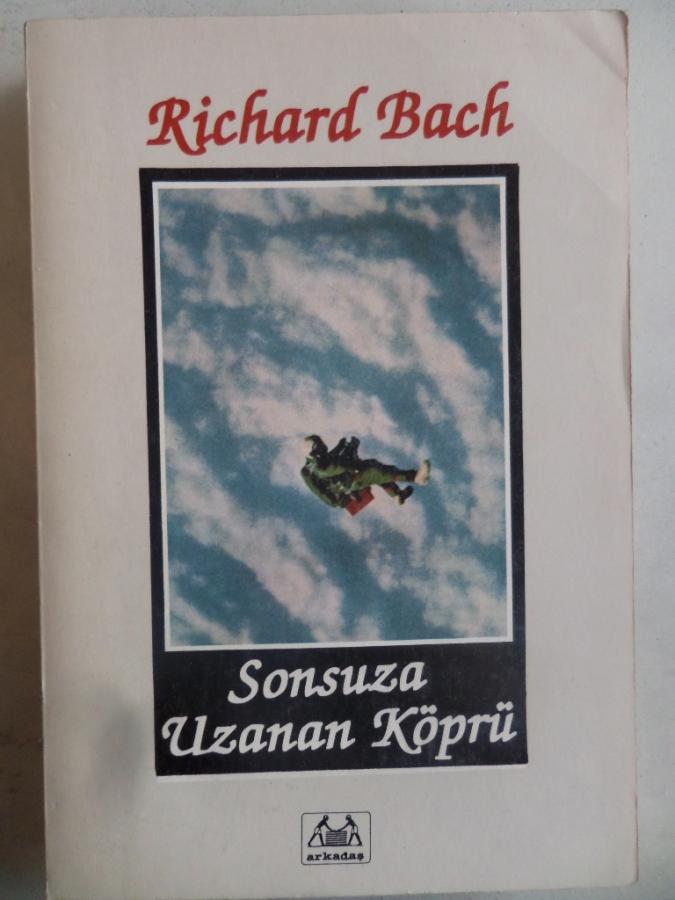 Richard Bach
Sonsuza
Uzanan Köprü
arkadaş